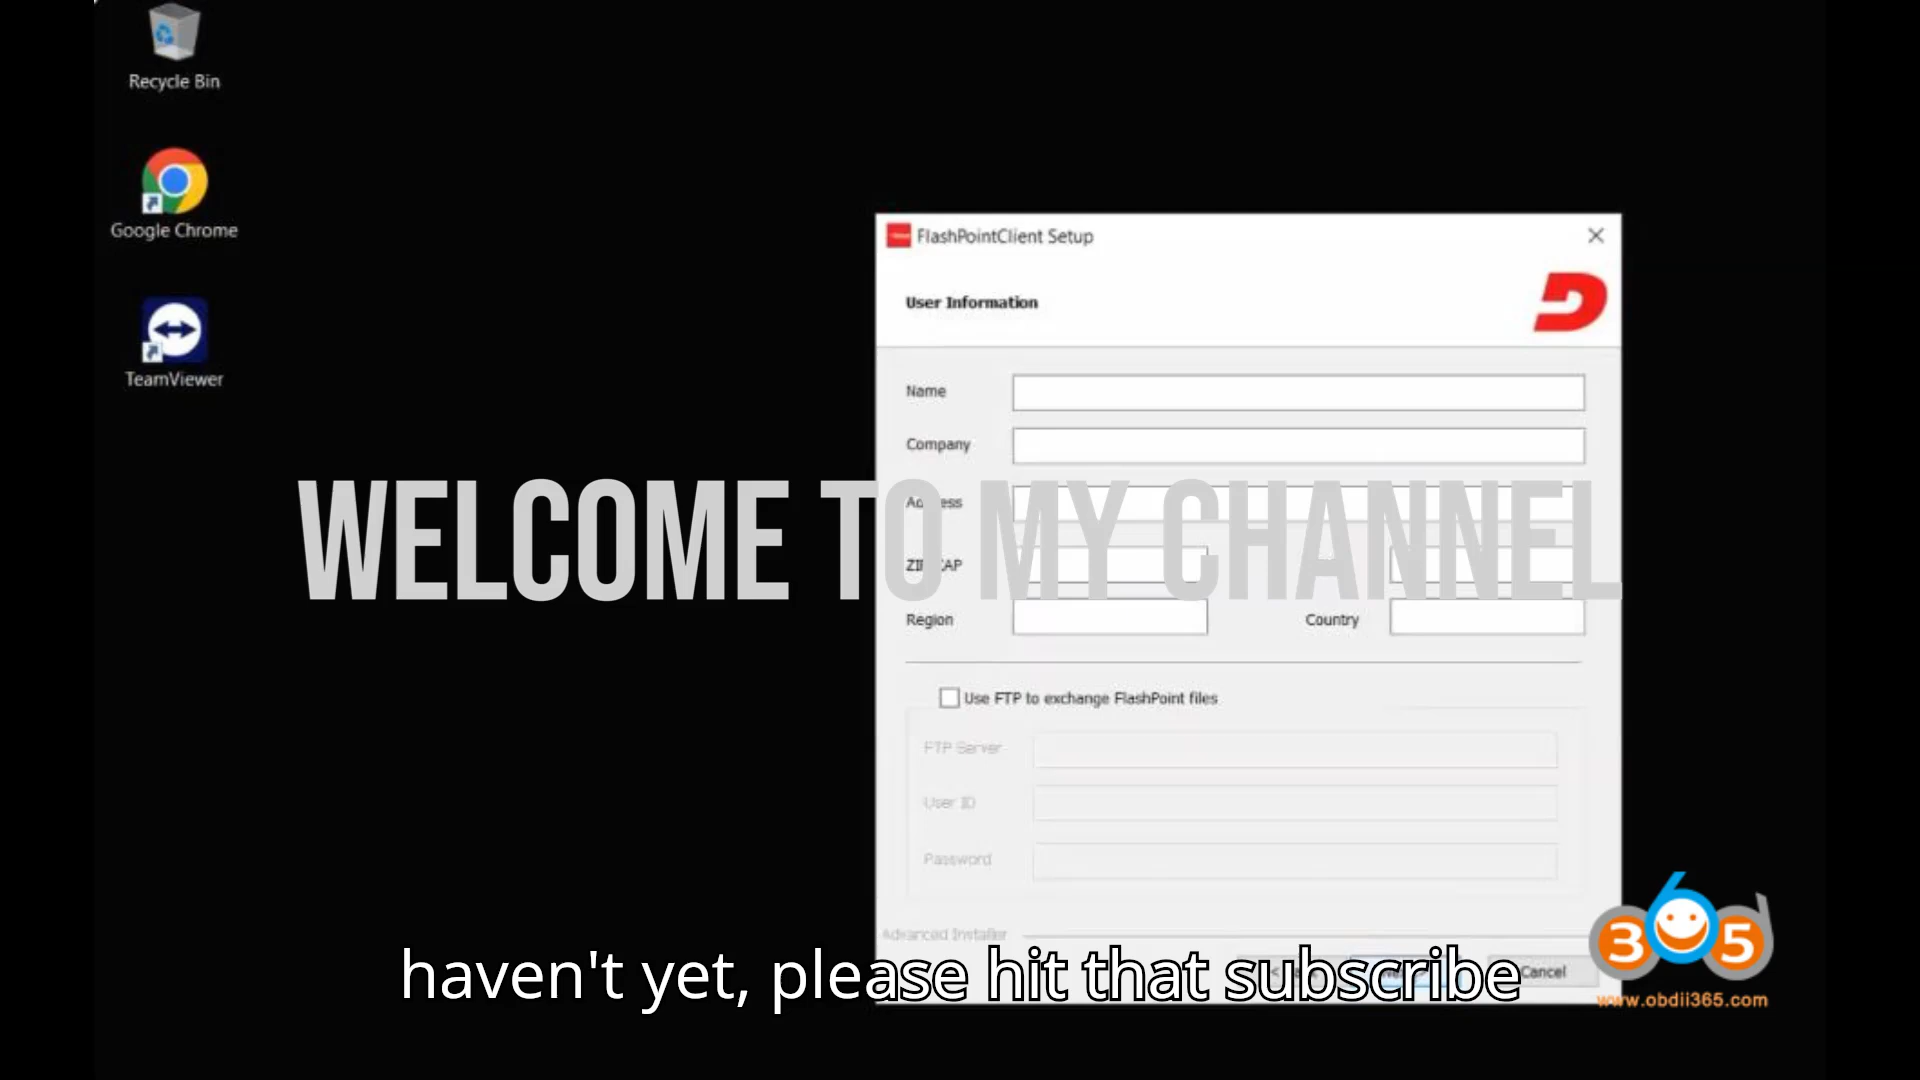 Recycle Bin
Google Chrome
TeamViewer
FlashPointClient Setup
User Information
Name
Company
WELCOME TO MY CHANNEL
Region
Country
Use FTP to exchange FlashPoint files
FTP Server
User ID
Password
Advanced Installer
Cancel
haven't yet, please hit that subscribe
365
www.obdii365.com